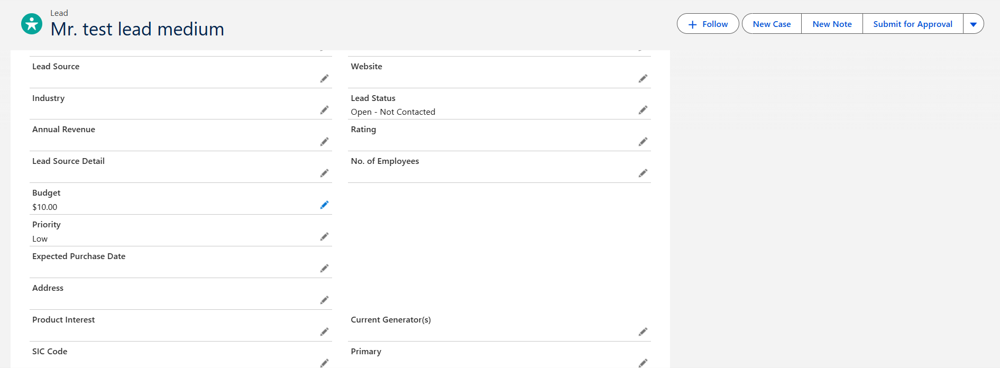 Lead
Mr. test lead medium
Follow
New Case
New Note
Submit for Approval
Lead Source
Website
Industry
Lead Status
Open - Not Contacted
Annual Revenue
Rating
Lead Source Detail
No. of Employees
Budget
$10.00
Priority
Low
Expected Purchase Date
Address
Product Interest
Current Generator(s)
SIC Code
Primary